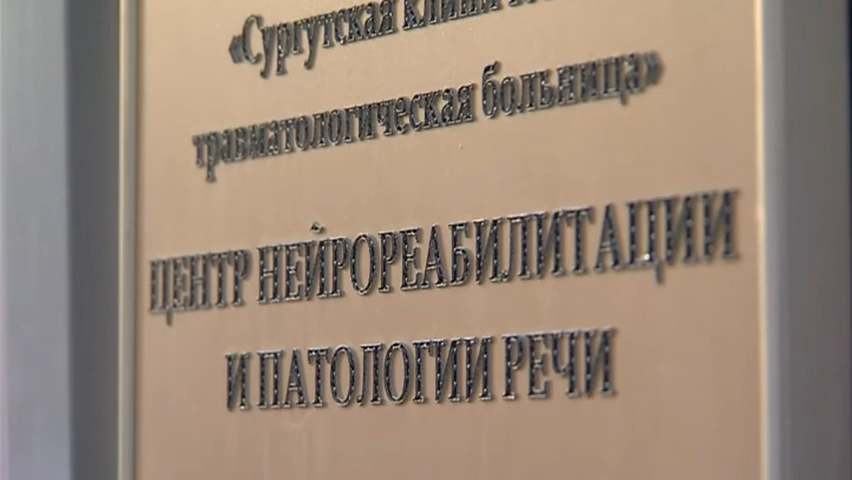 «Сургутская
травматологическая больница»
ЦЕНТР НЕЙРОРЕАБИЛИТАЦИИ
И ПАТОЛОГИИ РЕЧИ